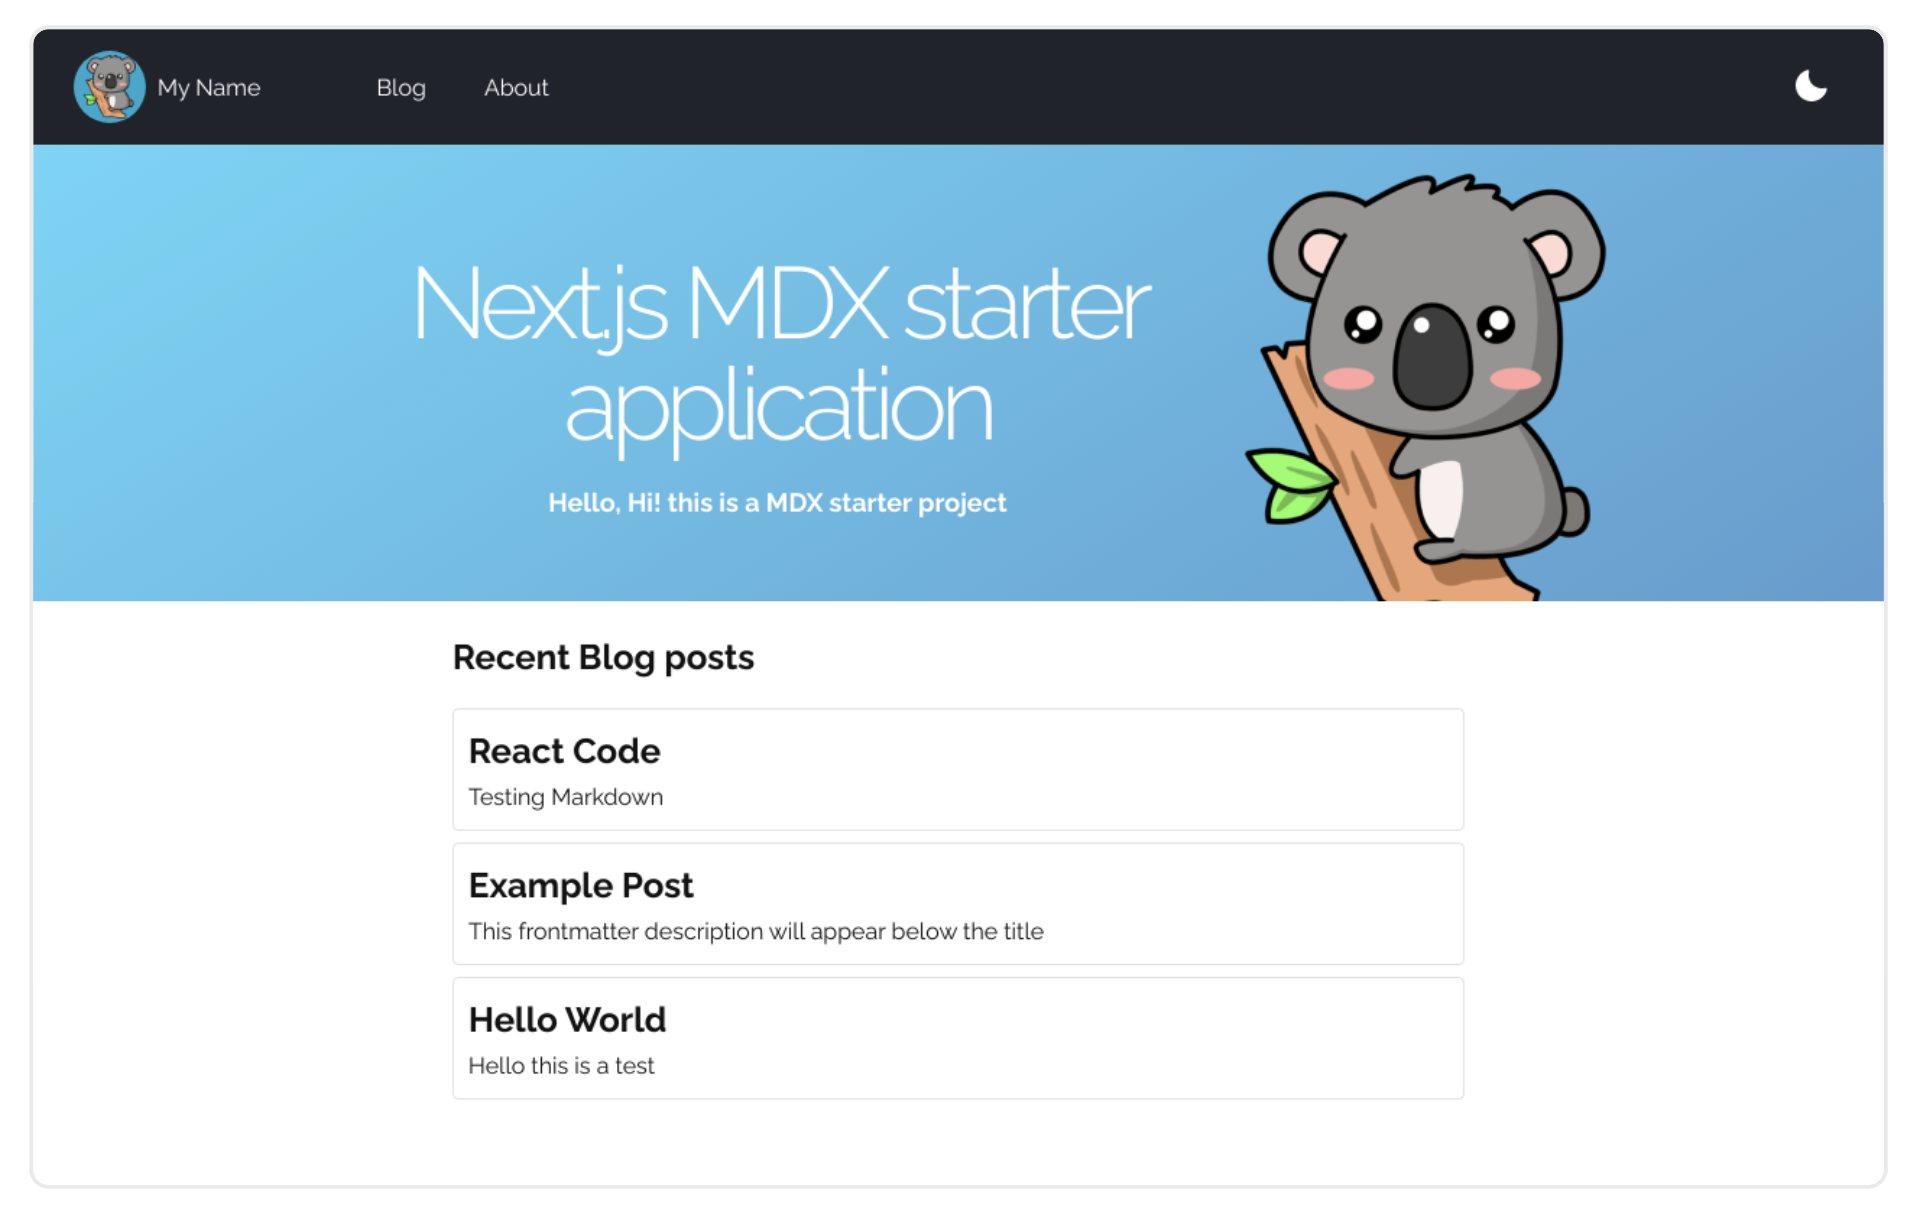 My Name
Blog
About
Next.js MDX starter
application
Hello, Hi! this is a MDX starter project
Recent Blog posts
React Code
Testing Markdown
Example Post
This frontmatter description will appear below the title
Hello World
Hello this is a test